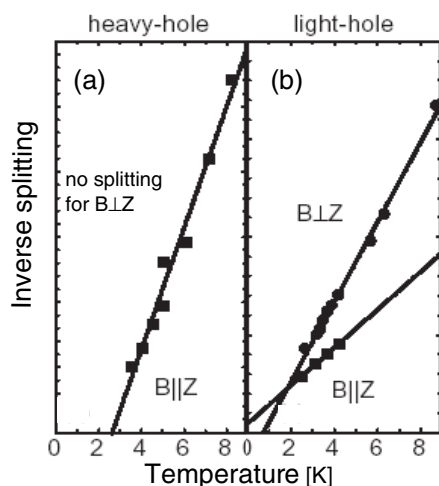 heavy-hole light-hole
(a) (b)
no splitting
for B⊥Z
B⊥Z
B||Z B||Z
Inverse splitting
0 2 4 6 8 0 2 4 6 8
Temperature [K]